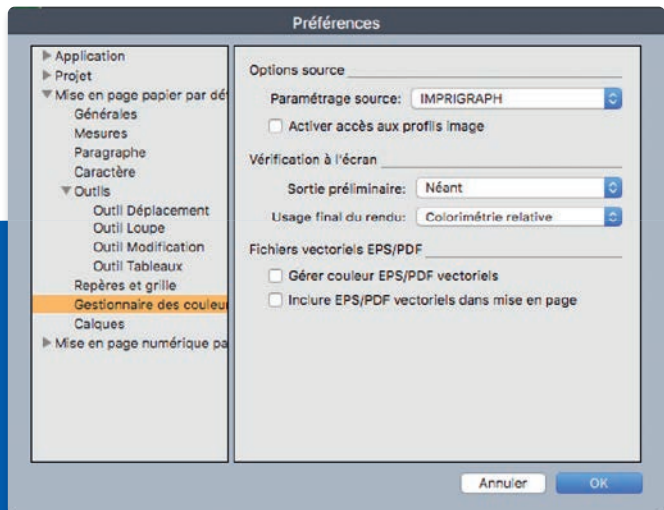 Préférences
Application
Projet
Mise en page papier par dé
Générales
Mesures
Paragraphe
Caractère
Outils
Outil Déplacement
Outil Loupe
Outil Modification
Outil Tableaux
Repères et grille
Gestionnaire des couleu
Calques
Mise en page numérique pa
Options source
Paramétrage source: IMPRIGRAPH
Activer accès aux profils image
Vérification à l'écran
Sortie préliminaire: Néant
Usage final du rendu: Colorimétrie relative
Fichiers vectoriels EPS/PDF
Gérer couleur EPS/PDF vectoriels
Inclure EPS/PDF vectoriels dans mise en page
Annuler OK